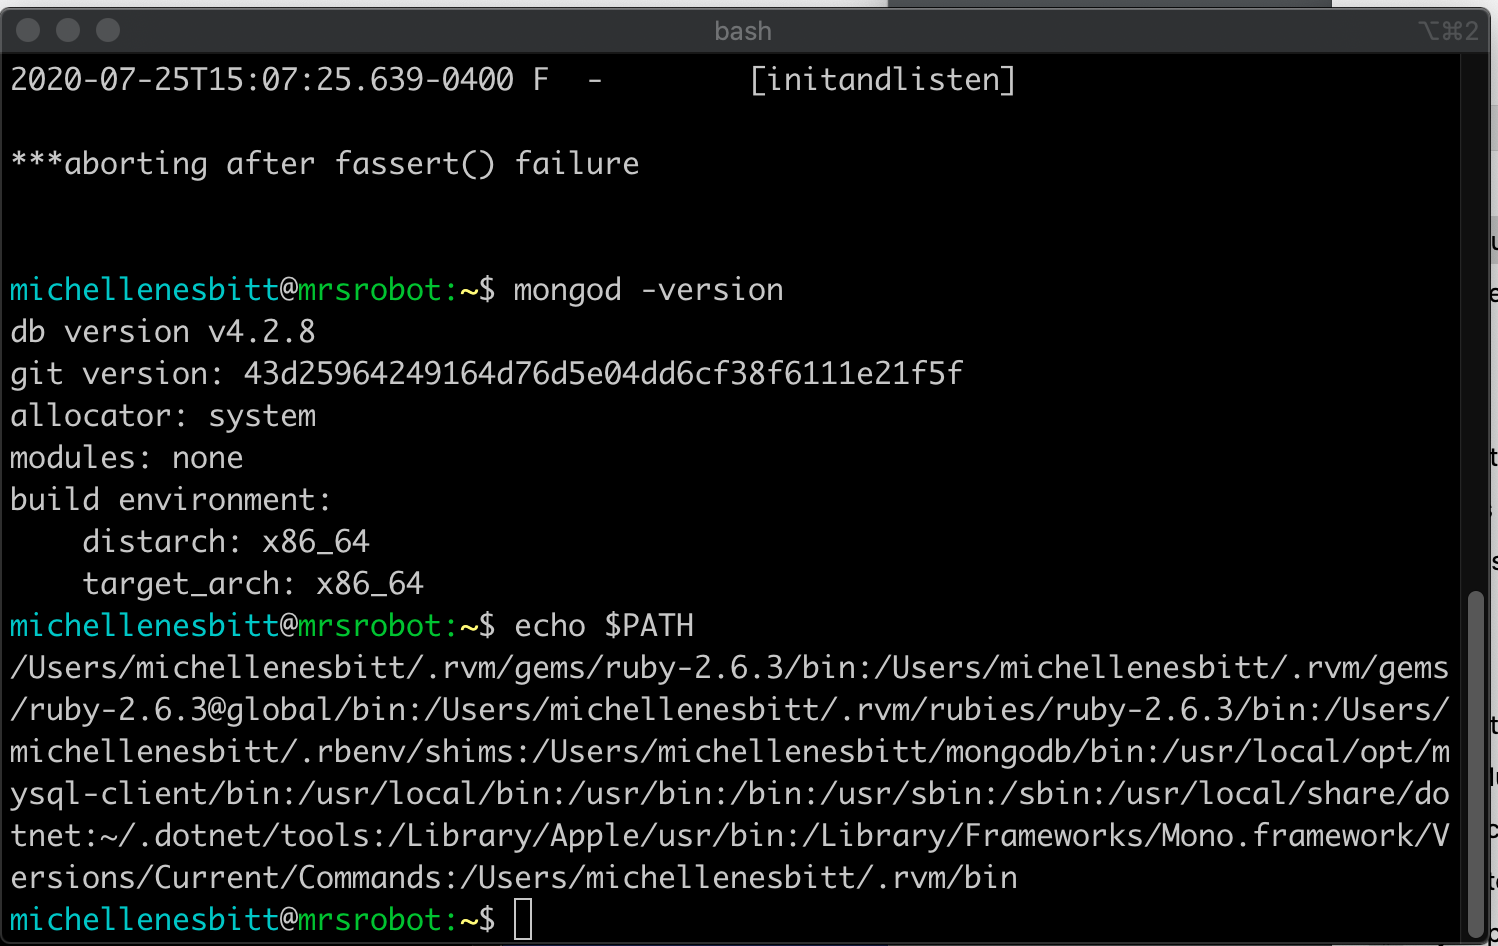 bash
⌥⌘2
2020-07-25T15:07:25.639-0400 F  -        [initandlisten]
***aborting after fassert() failure
michellenesbitt@mrsrobot:~$ mongod -version
db version v4.2.8
git version: 43d25964249164d76d5e04dd6cf38f6111e21f5f
allocator: system
modules: none
build environment:
    distarch: x86_64
    target_arch: x86_64
michellenesbitt@mrsrobot:~$ echo $PATH
/Users/michellenesbitt/.rvm/gems/ruby-2.6.3/bin:/Users/michellenesbitt/.rvm/gems
/ruby-2.6.3@global/bin:/Users/michellenesbitt/.rvm/rubies/ruby-2.6.3/bin:/Users/
michellenesbitt/.rbenv/shims:/Users/michellenesbitt/mongodb/bin:/usr/local/opt/m
ysql-client/bin:/usr/local/bin:/usr/bin:/bin:/usr/sbin:/sbin:/usr/local/share/do
tnet:~/.dotnet/tools:/Library/Apple/usr/bin:/Library/Frameworks/Mono.framework/V
ersions/Current/Commands:/Users/michellenesbitt/.rvm/bin
michellenesbitt@mrsrobot:~$